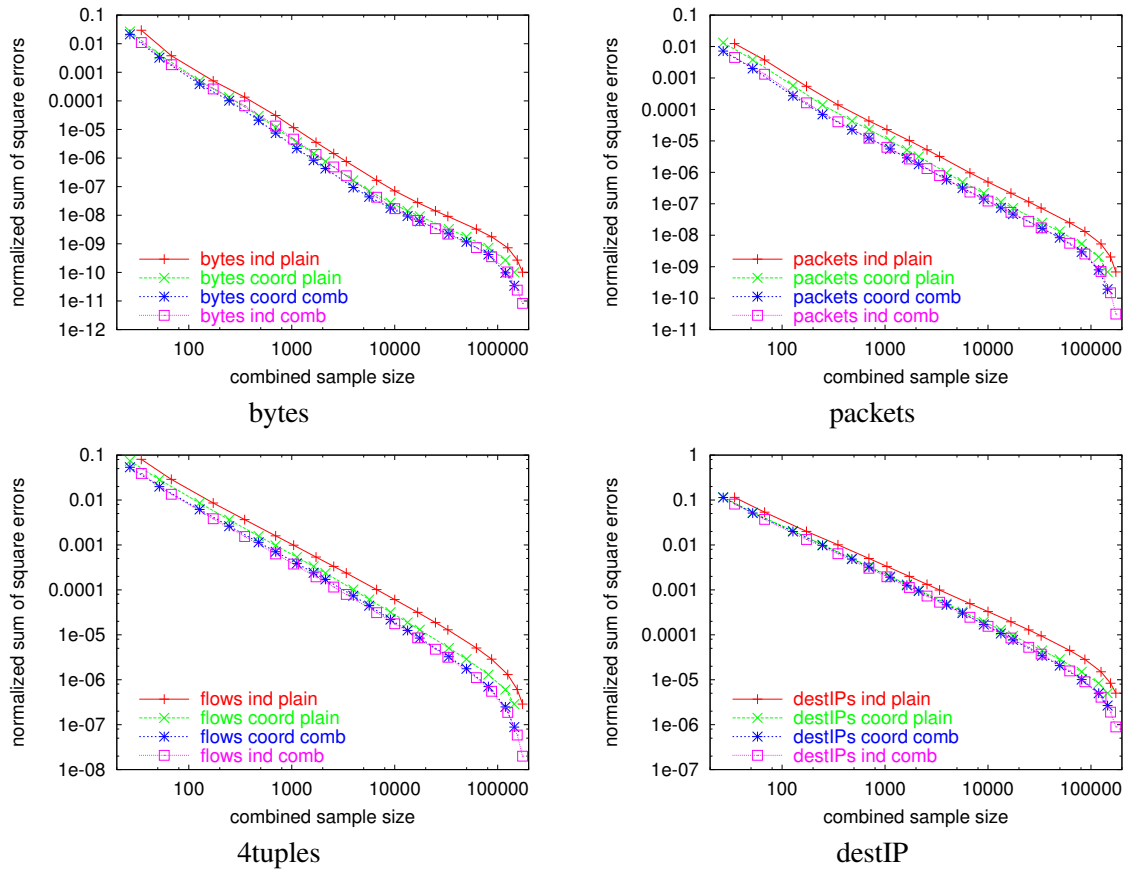 normalized sum of square errors
0.1
0.01
0.001
0.0001
1e-05
1e-06
1e-07
1e-08
1e-09
1e-10
1e-11
1e-12
bytes ind plain
bytes coord plain
bytes coord comb
bytes ind comb
100 1000 10000 100000
combined sample size
bytes
normalized sum of square errors
0.1
0.01
0.001
0.0001
1e-05
1e-06
1e-07
1e-08
1e-09
1e-10
1e-11
packets ind plain
packets coord plain
packets coord comb
packets ind comb
100 1000 10000 100000
combined sample size
packets
normalized sum of square errors
0.1
0.01
0.001
0.0001
1e-05
1e-06
1e-07
1e-08
flows ind plain
flows coord plain
flows coord comb
flows ind comb
100 1000 10000 100000
combined sample size
4tuples
normalized sum of square errors
1
0.1
0.01
0.001
0.0001
1e-05
1e-06
1e-07
destIPs ind plain
destIPs coord plain
destIPs coord comb
destIPs ind comb
100 1000 10000 100000
combined sample size
destIP